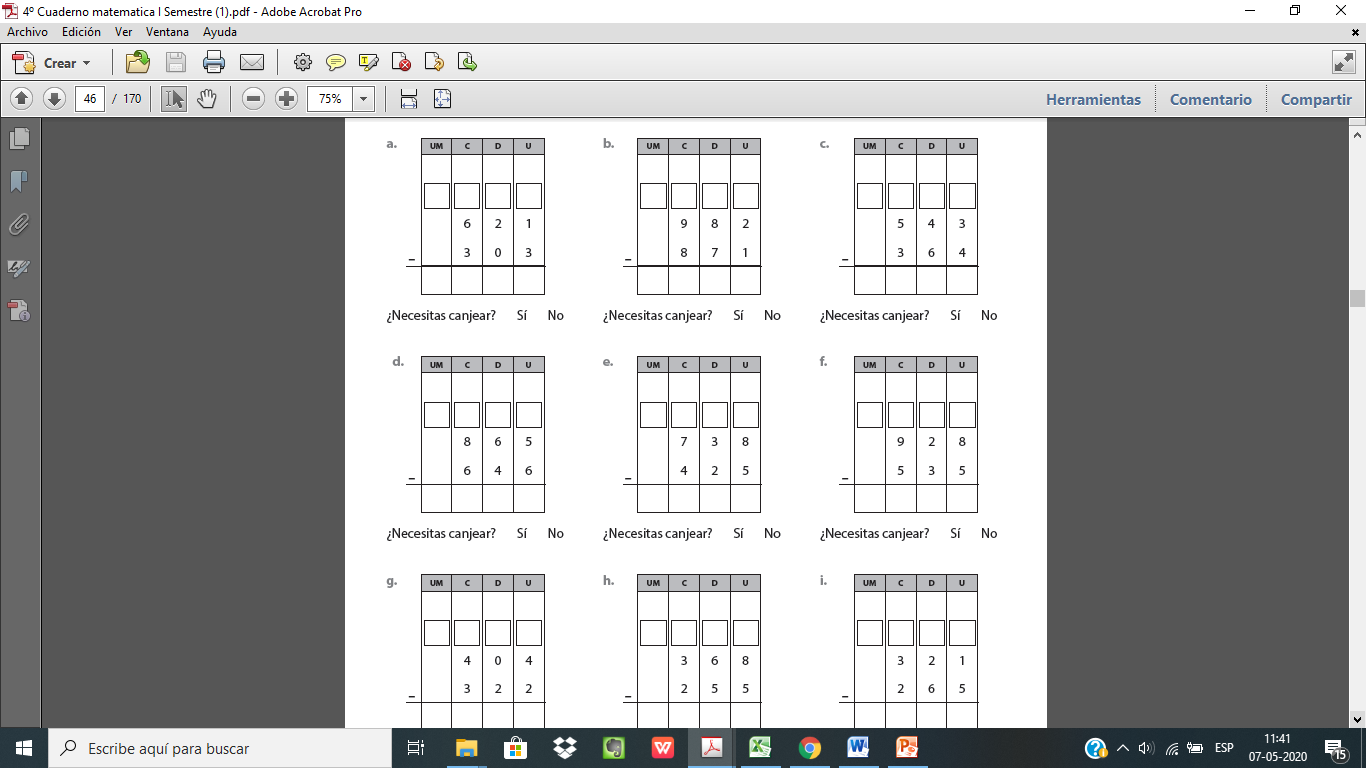 4º Cuaderno matematica I Semestre (1).pdf - Adobe Acrobat Pro
Archivo Edición Ver Ventana Ayuda
Crear
46 / 170 75% Herramientas Comentario Compartir
a. UM C D U b. UM C D U c. UM C D U
6 2 1 9 8 2 5 4 3
- 3 0 3 - 8 7 1 - 3 6 4
¿Necesitas canjear? Sí No ¿Necesitas canjear? Sí No ¿Necesitas canjear? Sí No
d. UM C D U e. UM C D U f. UM C D U
8 6 5 7 3 8 9 2 8
- 6 4 6 - 4 2 5 - 5 3 5
¿Necesitas canjear? Sí No ¿Necesitas canjear? Sí No ¿Necesitas canjear? Sí No
g. UM C D U h. UM C D U i. UM C D U
4 0 4 3 6 8 3 2 1
- 3 2 2 - 2 5 5 - 2 6 5
Escribe aquí para buscar ESP 11:41
07-05-2020 15